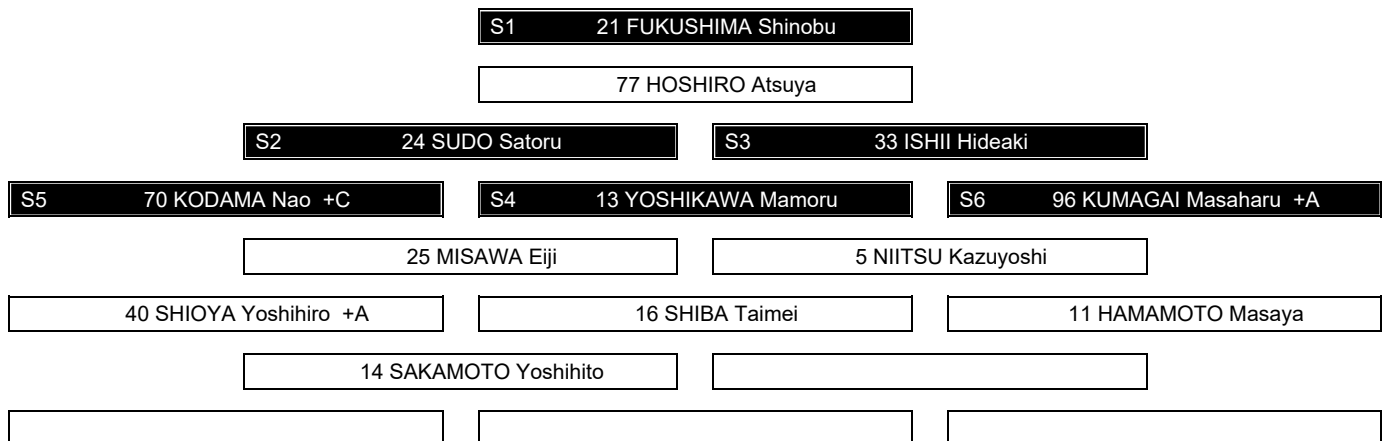 S1 21 FUKUSHIMA Shinobu
77 HOSHIRO Atsuya
S2 24 SUDO Satoru S3 33 ISHII Hideaki
S5 70 KODAMA Nao +C S4 13 YOSHIKAWA Mamoru S6 96 KUMAGAI Masaharu +A
25 MISAWA Eiji 5 NIITSU Kazuyoshi
40 SHIOYA Yoshihiro +A 16 SHIBA Taimei 11 HAMAMOTO Masaya
14 SAKAMOTO Yoshihito